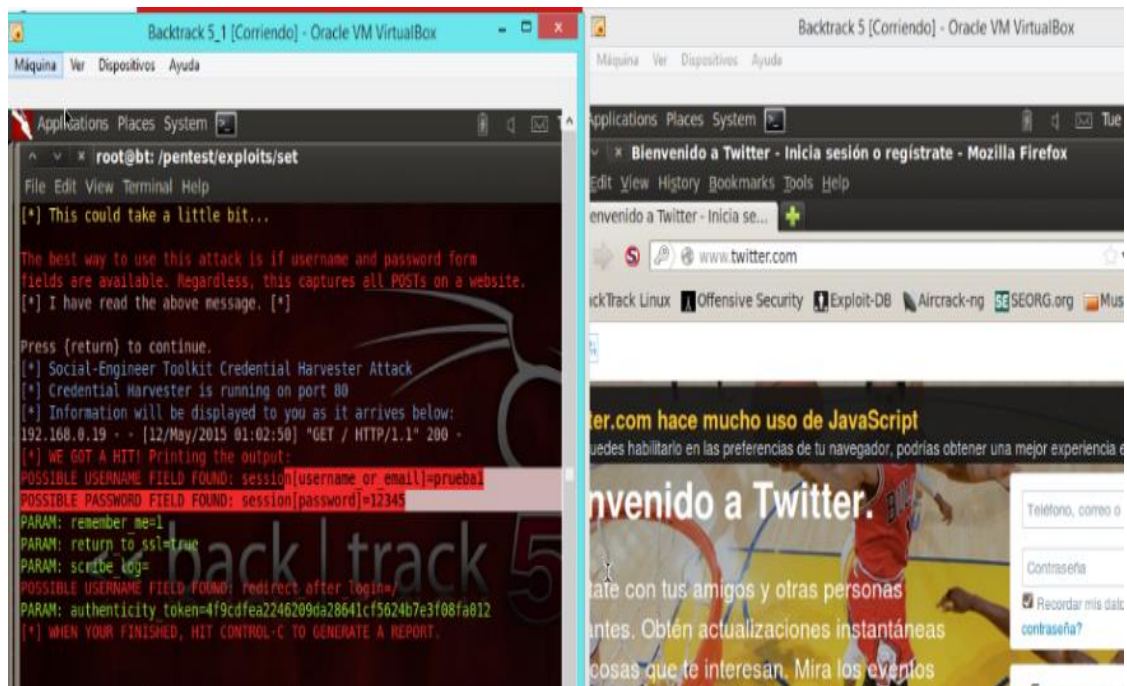 Backtrack 5_1 [Corriendo] - Oracle VM VirtualBox
Máquina Ver Dispositivos Ayuda
Applications Places System
root@bt: /pentest/exploits/set
File Edit View Terminal Help
[*] This could take a little bit...
The best way to use this attack is if username and password form
fields are available. Regardless, this captures all POSTs on a website.
[*] I have read the above message. [*]
Press {return} to continue.
[*] Social-Engineer Toolkit Credential Harvester Attack
[*] Credential Harvester is running on port 80
[*] Information will be displayed to you as it arrives below:
192.168.0.19 - - [12/May/2015 01:02:50] "GET / HTTP/1.1" 200 -
[*] WE GOT A HIT! Printing the output:
POSSIBLE USERNAME FIELD FOUND: session[username_or_email]=prueba1
POSSIBLE PASSWORD FIELD FOUND: session[password]=12345
PARAM: remember_me=1
PARAM: return_to_ssl=true
PARAM: scribe_log=
POSSIBLE USERNAME FIELD FOUND: redirect_after_login=/
PARAM: authenticity_token=4f9cdfea2246209da28641cf5624b7e3f08fa012
[*] WHEN YOUR FINISHED, HIT CONTROL-C TO GENERATE A REPORT.
back | track 5
Backtrack 5 [Corriendo] - Oracle VM VirtualBox
Máquina Ver Dispositivos Ayuda
Applications Places System Tue
Bienvenido a Twitter - Inicia sesión o regístrate - Mozilla Firefox
Edit View History Bookmarks Tools Help
envenido a Twitter - Inicia se...
www.twitter.com
ckTrack Linux Offensive Security Exploit-DB Aircrack-ng SEORG.org Mus
ter.com hace mucho uso de JavaScript
uedes habilitarlo en las preferencias de tu navegador, podrías obtener una mejor experiencia e
nvenido a Twitter.
tate con tus amigos y otras personas
antes. Obtén actualizaciones instantáneas
cosas que te interesan. Mira los eventos
Teléfono, correo o
Contraseña
Recordar mis dato
contraseña?